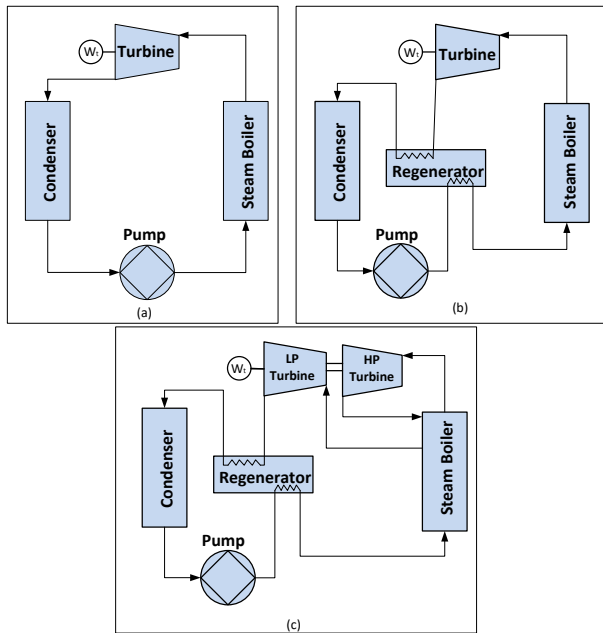 Wt
Turbine
Condenser
Steam Boiler
Pump
(a)
Wt
Turbine
Condenser
Regenerator
Steam Boiler
Pump
(b)
Wt
LP
Turbine
HP
Turbine
Condenser
Regenerator
Steam Boiler
Pump
(c)